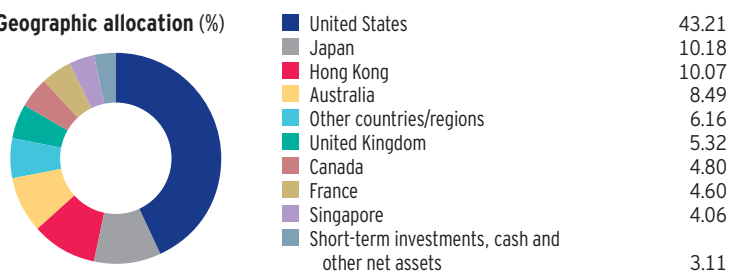 Geographic allocation (%)
United States 43.21
Japan 10.18
Hong Kong 10.07
Australia 8.49
Other countries/regions 6.16
United Kingdom 5.32
Canada 4.80
France 4.60
Singapore 4.06
Short-term investments, cash and
other net assets 3.11